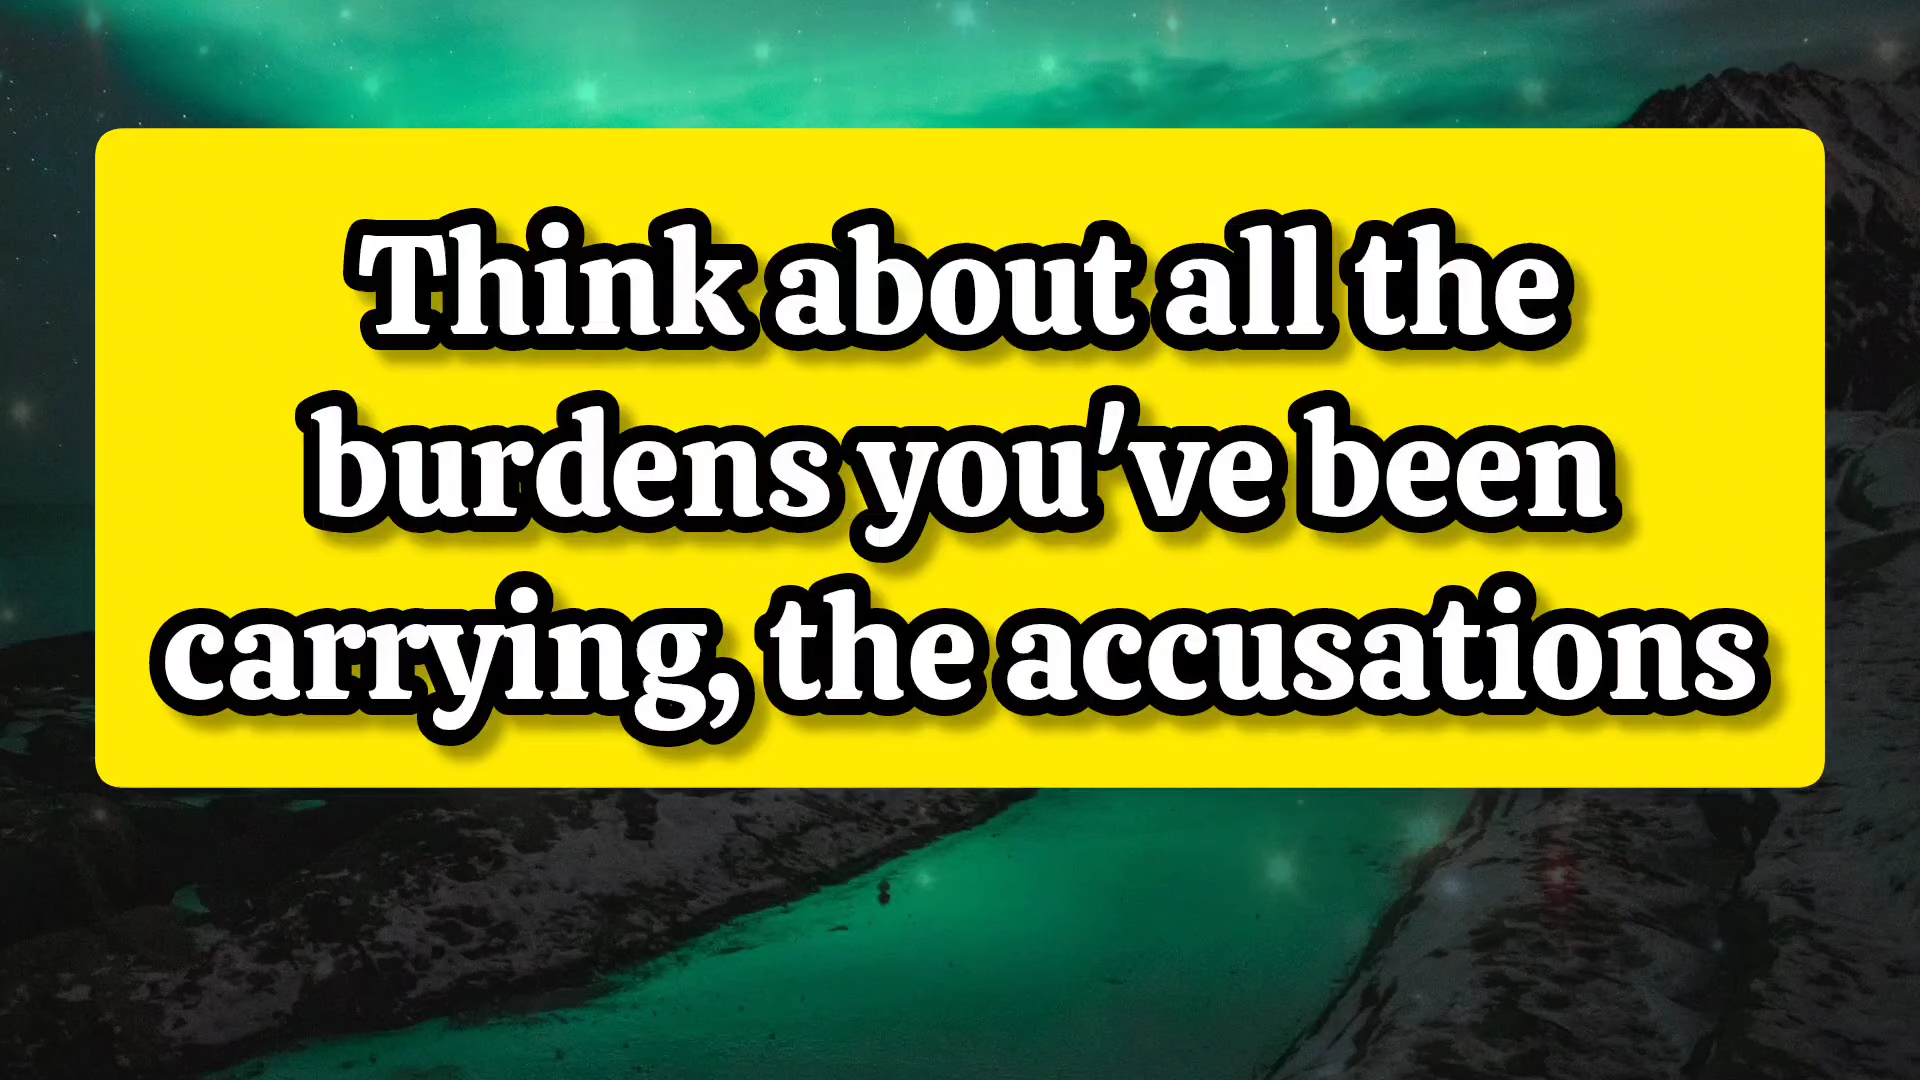 Think about all the
burdens you've been
carrying, the accusations